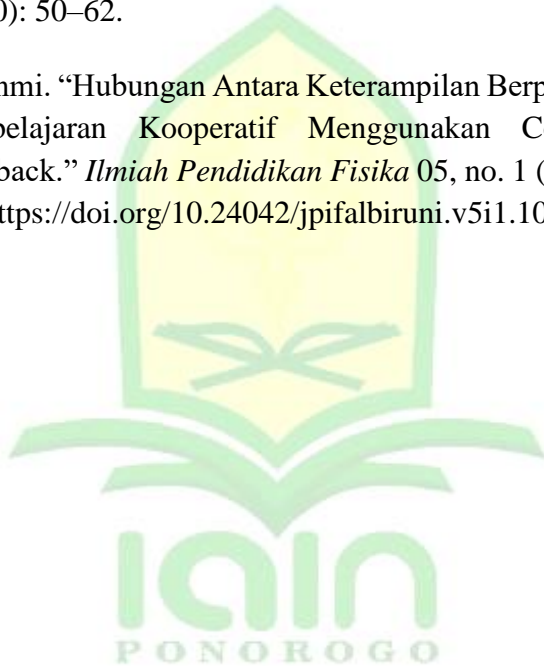 0): 50–62.
nmi. “Hubungan Antara Keterampilan Berp
pelajaran Kooperatif Menggunakan C
back.” Ilmiah Pendidikan Fisika 05, no. 1 (
ttps://doi.org/10.24042/jpifalbiruni.v5i1.10
iain
PONOROGO